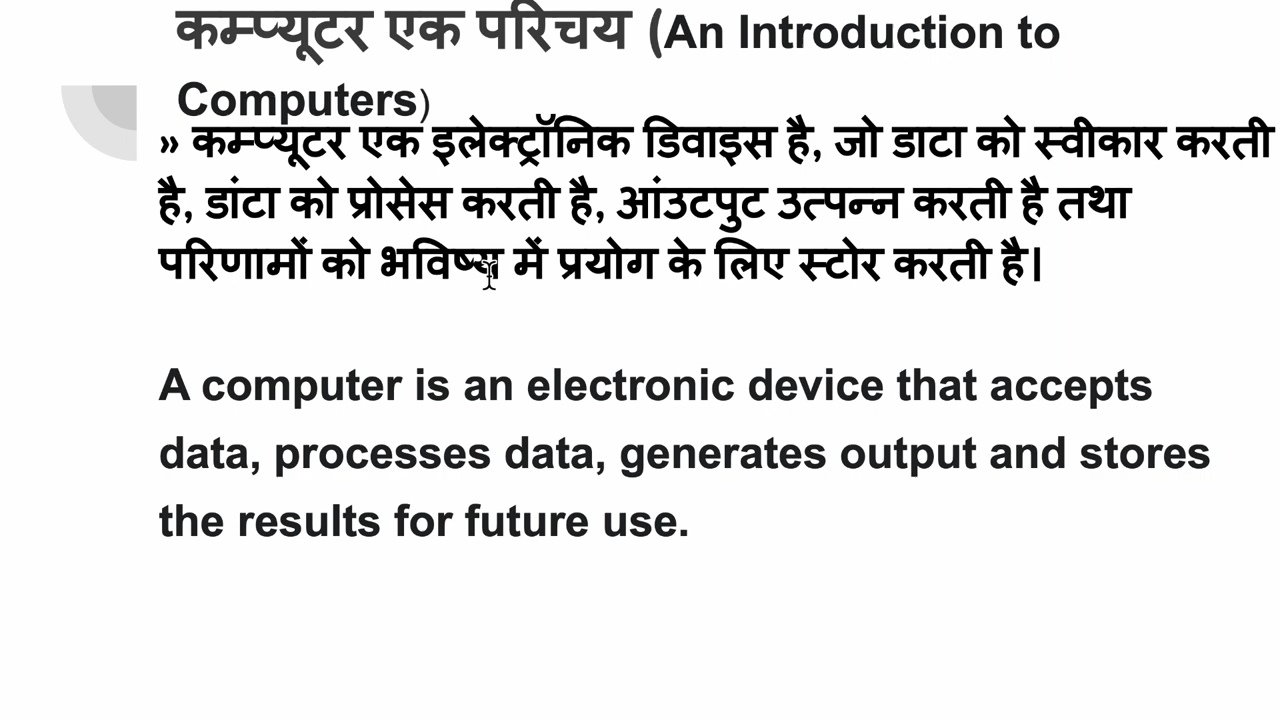 कम्प्यूटर एक परिचय (An Introduction to
Computers)
» कम्प्यूटर एक इलेक्ट्रॉनिक डिवाइस है, जो डाटा को स्वीकार करती
है, डांटा को प्रोसेस करती है, आंउटपुट उत्पन्न करती है तथा
परिणामों को भविष्य में प्रयोग के लिए स्टोर करती है।
A computer is an electronic device that accepts
data, processes data, generates output and stores
the results for future use.